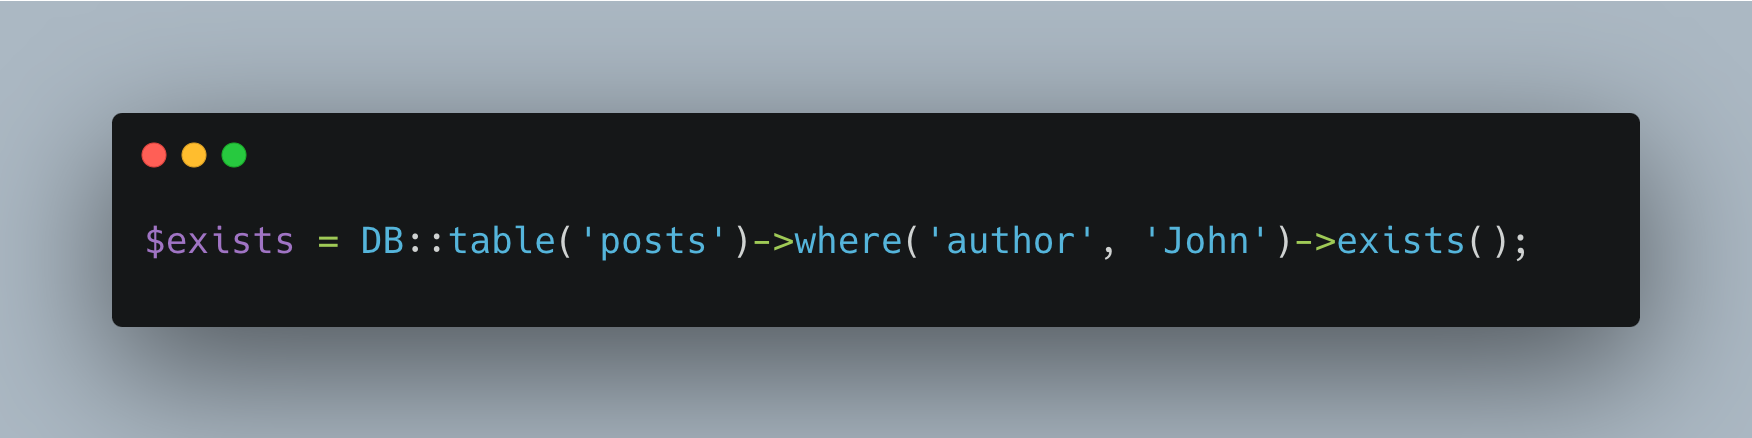 $exists = DB::table('posts')->where('author', 'John')->exists();